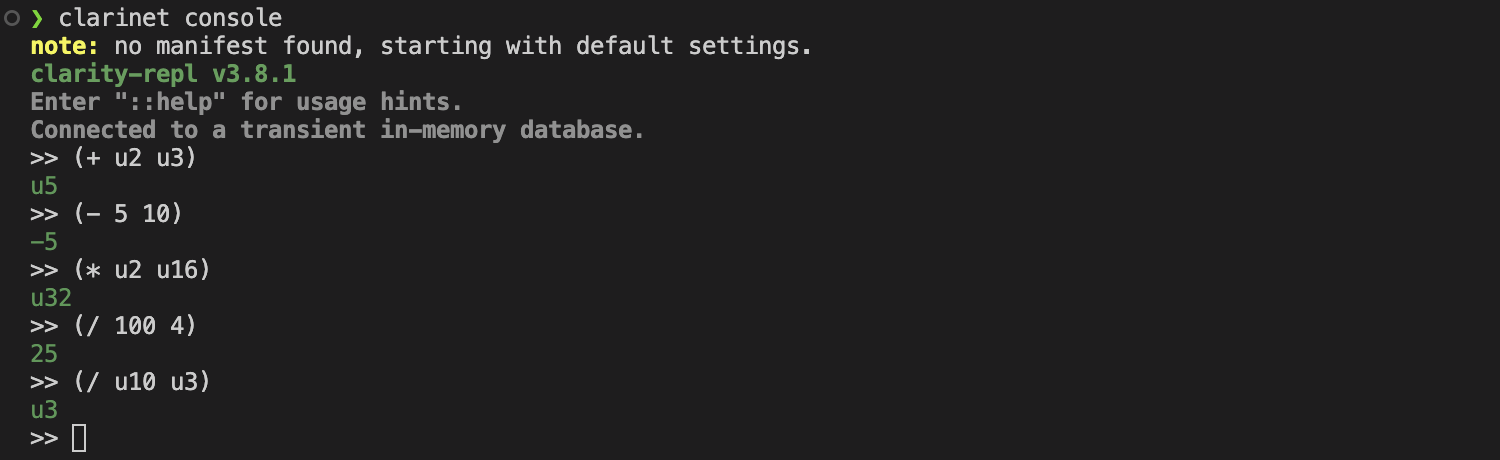 ❯ clarinet console
note: no manifest found, starting with default settings.
clarity-repl v3.8.1
Enter "::help" for usage hints.
Connected to a transient in-memory database.
>> (+ u2 u3)
u5
>> (- 5 10)
-5
>> (* u2 u16)
u32
>> (/ 100 4)
25
>> (/ u10 u3)
u3
>>